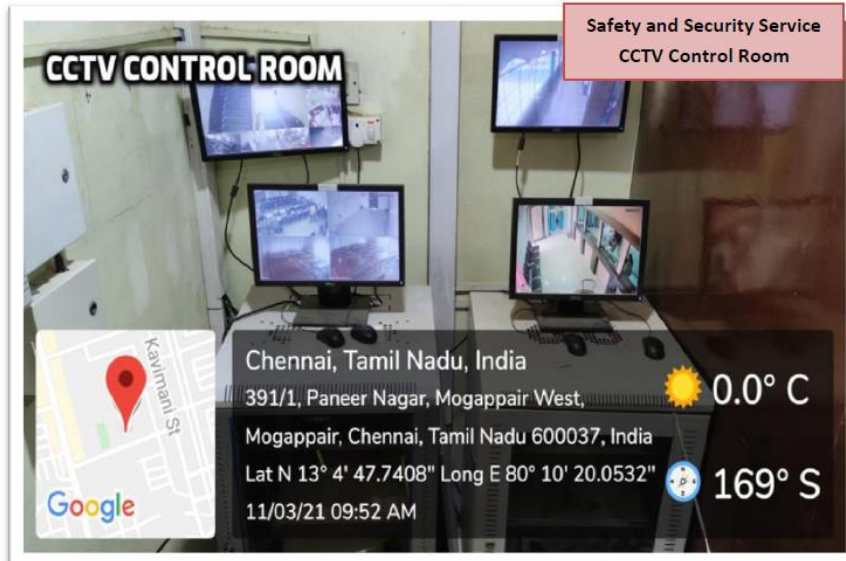 Safety and Security Service
CCTV Control Room
CCTV CONTROL ROOM
Kavimani St
Google
Chennai, Tamil Nadu, India
391/1, Paneer Nagar, Mogappair West,
Mogappair, Chennai, Tamil Nadu 600037, India
Lat N 13° 4' 47.7408" Long E 80° 10' 20.0532"
11/03/21 09:52 AM
0.0° C
169° S